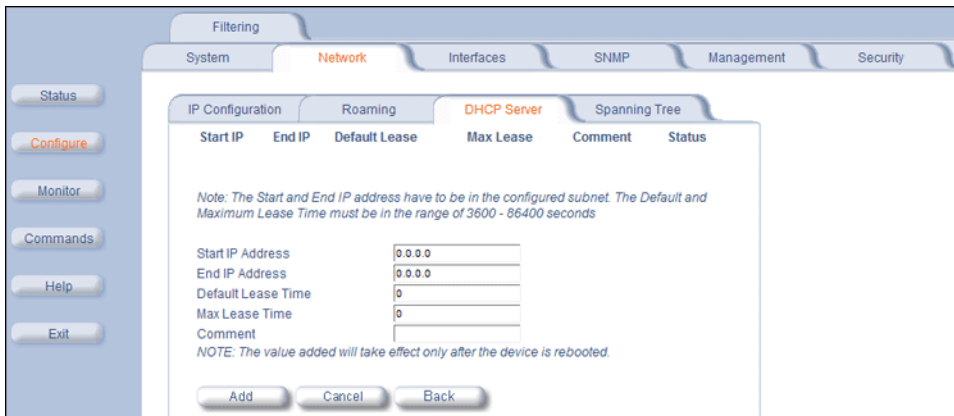 Filtering
System Network Interfaces SNMP Management Security
Status
Configure
Monitor
Commands
Help
Exit
IP Configuration Roaming DHCP Server Spanning Tree
Start IP End IP Default Lease Max Lease Comment Status
Note: The Start and End IP address have to be in the configured subnet. The Default and
Maximum Lease Time must be in the range of 3600 - 86400 seconds
Start IP Address 0.0.0.0
End IP Address 0.0.0.0
Default Lease Time 0
Max Lease Time 0
Comment
NOTE: The value added will take effect only after the device is rebooted.
Add Cancel Back